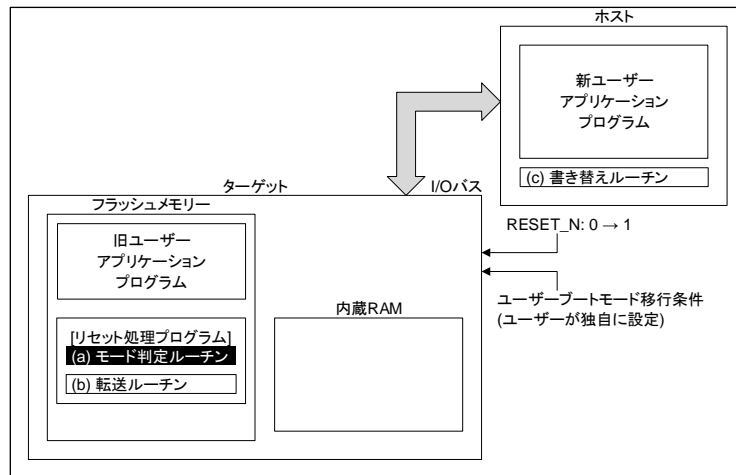 ホスト
新ユーザー
アプリケーション
プログラム
(c) 書き替えルーチン
ターゲット
I/Oバス
フラッシュメモリー
旧ユーザー
アプリケーション
プログラム
RESET_N: 0 → 1
ユーザーブートモード移行条件
(ユーザーが独自に設定)
内蔵RAM
[リセット処理プログラム]
(a) モード判定ルーチン
(b) 転送ルーチン